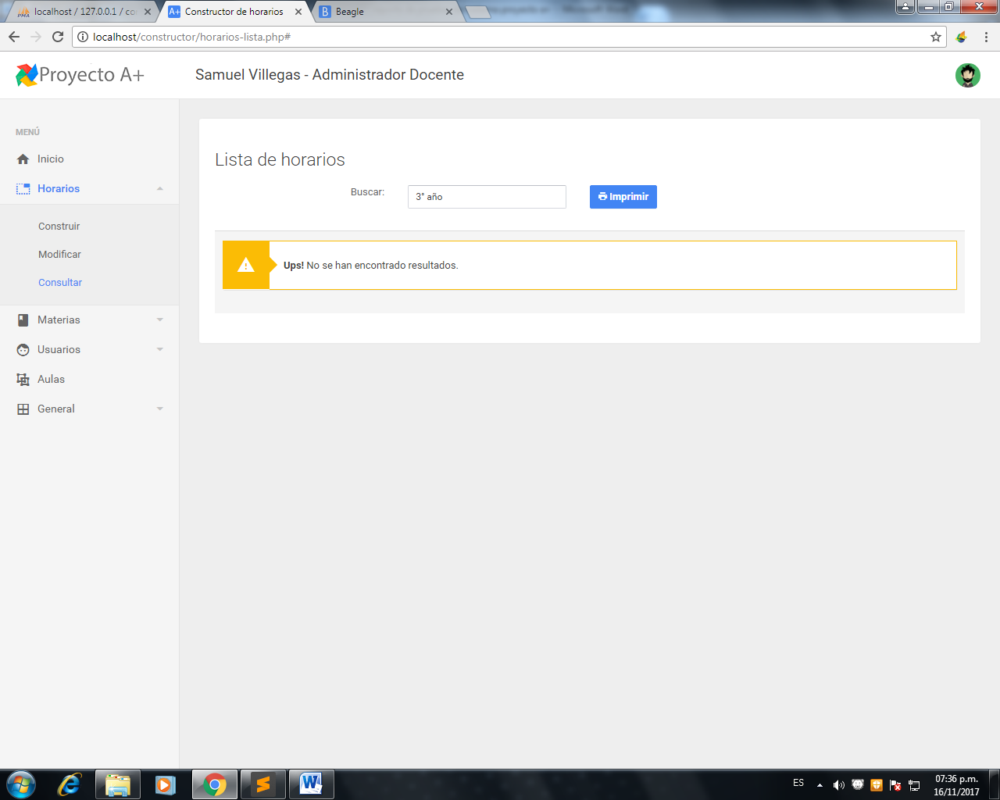 PMA localhost / 127.0.0.1 / co
A+ Constructor de horarios
B Beagle
localhost/constructor/horarios-lista.php#
Proyecto A+
Samuel Villegas - Administrador Docente
MENÚ
Inicio
Horarios
Construir
Modificar
Consultar
Materias
Usuarios
Aulas
General
Lista de horarios
Buscar:
3° año
Imprimir
Ups! No se han encontrado resultados.
ES
07:36 p.m.
16/11/2017